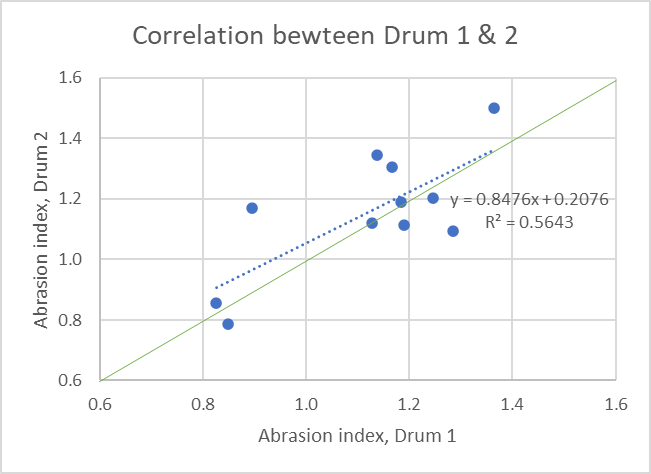 Correlation bewteen Drum 1 & 2
1.6
1.4
1.2
1.0
0.8
0.6
Abrasion index, Drum 2
y = 0.8476x + 0.2076
R² = 0.5643
0.6 0.8 1.0 1.2 1.4 1.6
Abrasion index, Drum 1